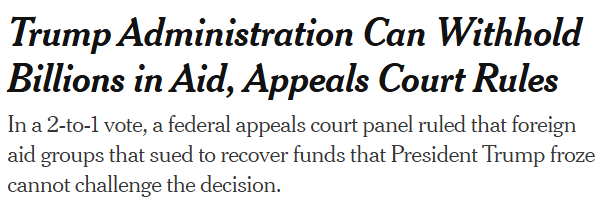 Trump Administration Can Withhold
Billions in Aid, Appeals Court Rules
In a 2-to-1 vote, a federal appeals court panel ruled that foreign
aid groups that sued to recover funds that President Trump froze
cannot challenge the decision.